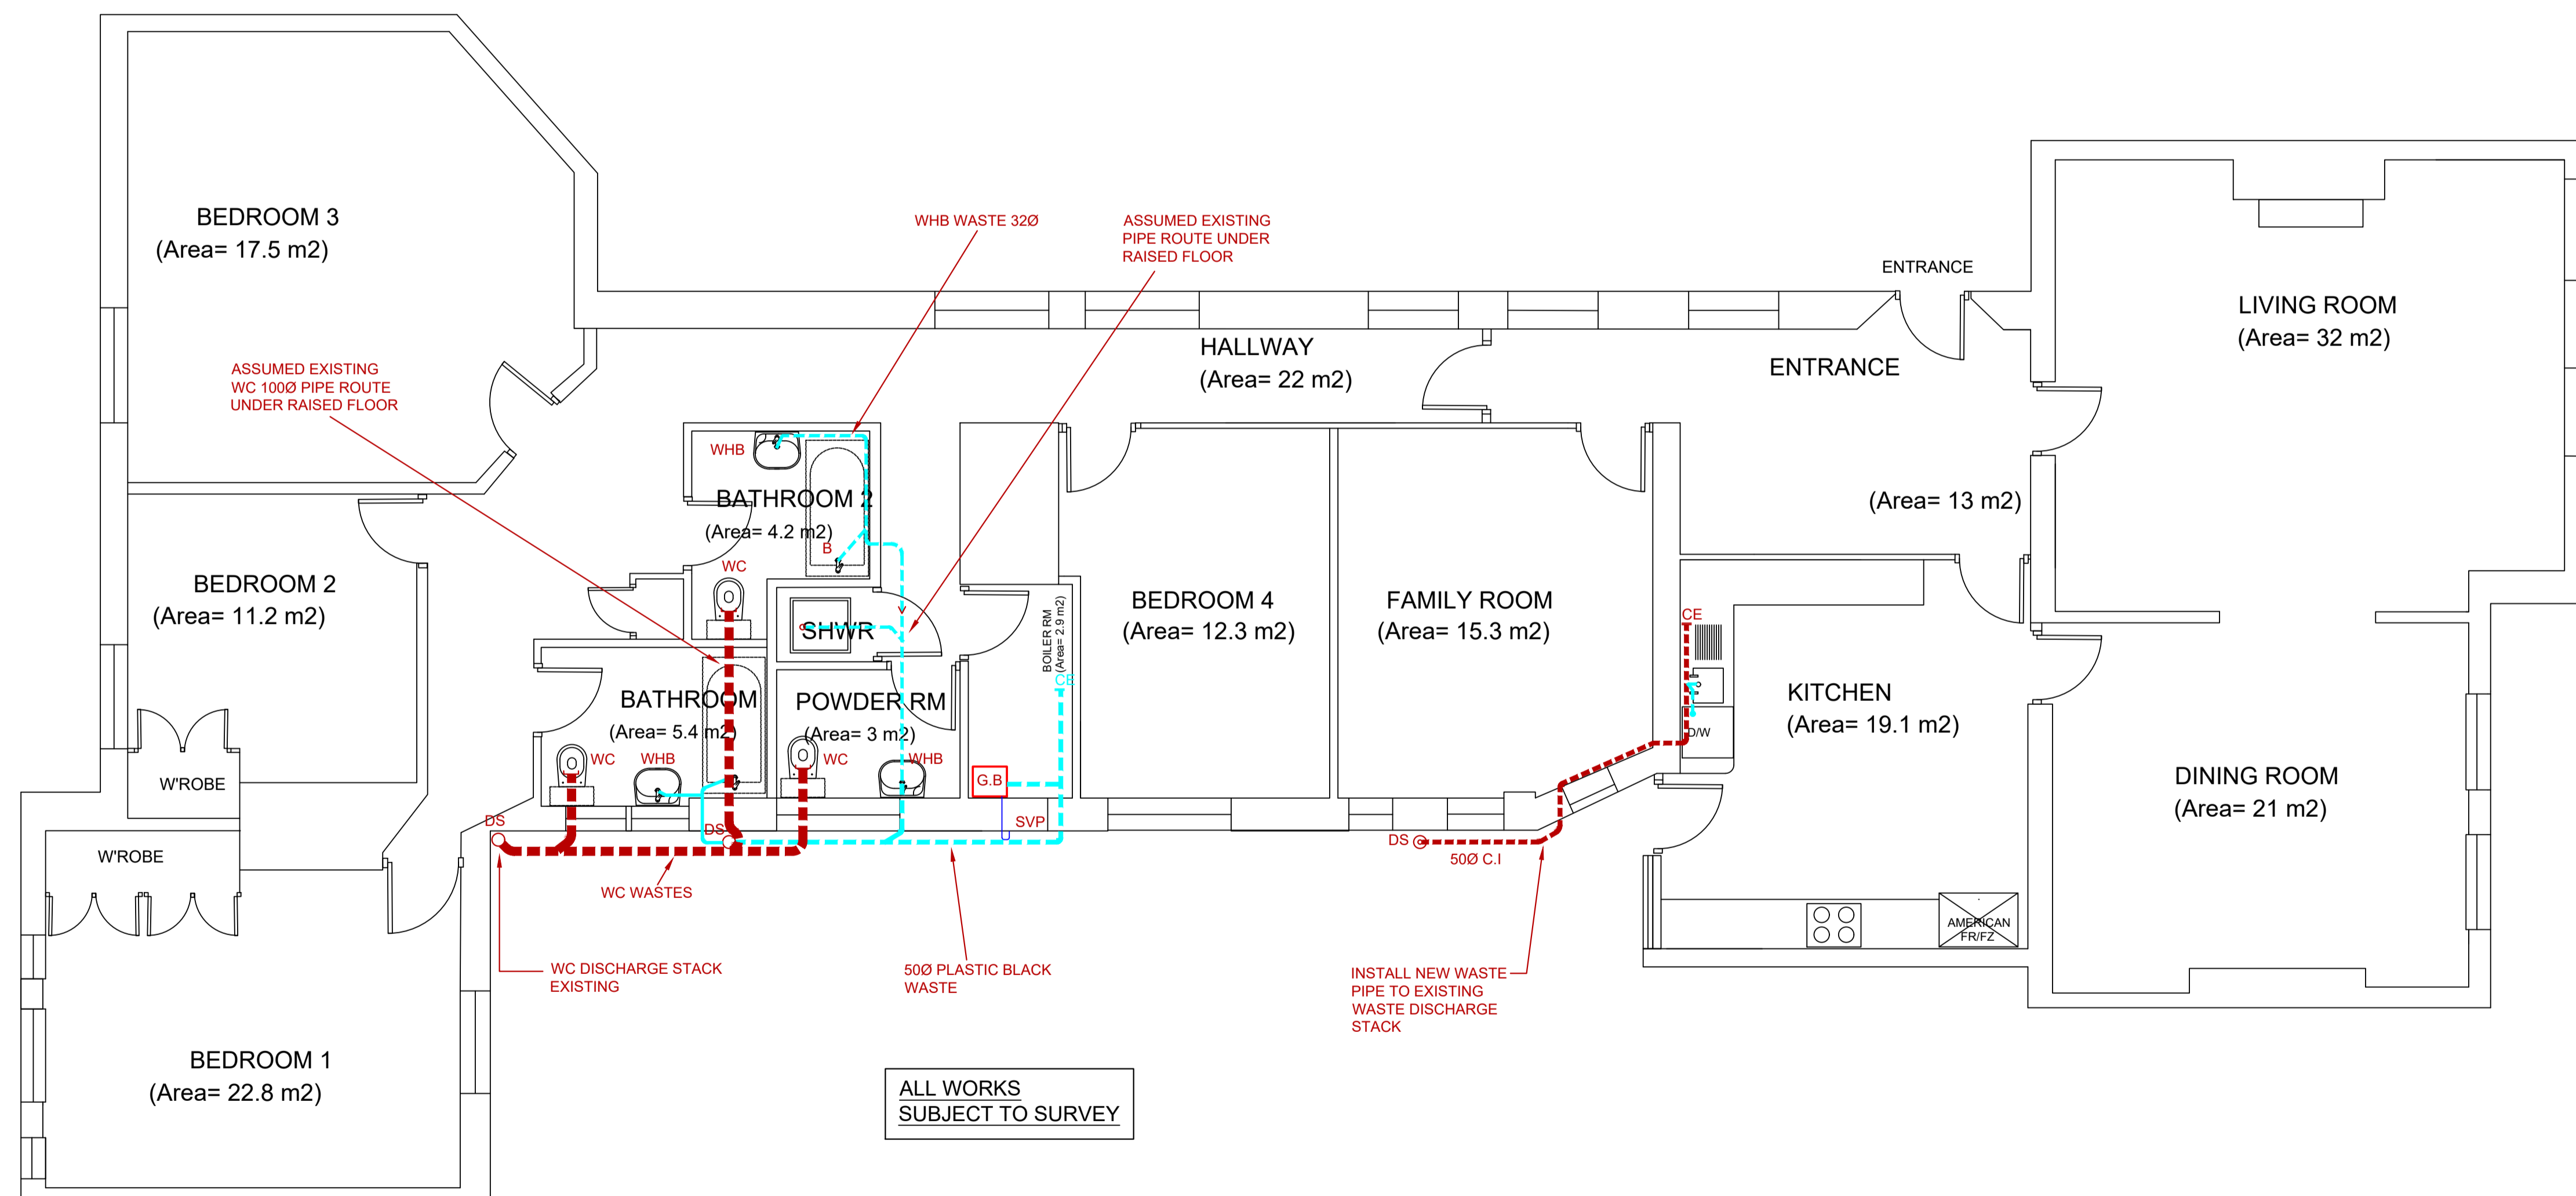 BEDROOM 3
(Area= 17.5 m2)
WHB WASTE 32Ø
ASSUMED EXISTING
PIPE ROUTE UNDER
RAISED FLOOR
ENTRANCE
LIVING ROOM
(Area= 32 m2)
HALLWAY
(Area= 22 m2)
ENTRANCE
(Area= 13 m2)
ASSUMED EXISTING
WC 100Ø PIPE ROUTE
UNDER RAISED FLOOR
WHB
BATHROOM 2
(Area= 4.2 m2)
B
WC
BEDROOM 2
(Area= 11.2 m2)
SHWR
BOILER RM
(Area= 2.9 m2)
CE
BEDROOM 4
(Area= 12.3 m2)
FAMILY ROOM
(Area= 15.3 m2)
CE
D/W
KITCHEN
(Area= 19.1 m2)
BATHROOM
(Area= 5.4 m2)
WC
WHB
POWDER RM
(Area= 3 m2)
WC
WHB
G.B
SVP
DS
DS
DS
50Ø C.I
DINING ROOM
(Area= 21 m2)
W'ROBE
W'ROBE
WC WASTES
AMERICAN
FR/FZ
WC DISCHARGE STACK
EXISTING
50Ø PLASTIC BLACK
WASTE
INSTALL NEW WASTE
PIPE TO EXISTING
WASTE DISCHARGE
STACK
BEDROOM 1
(Area= 22.8 m2)
ALL WORKS
SUBJECT TO SURVEY